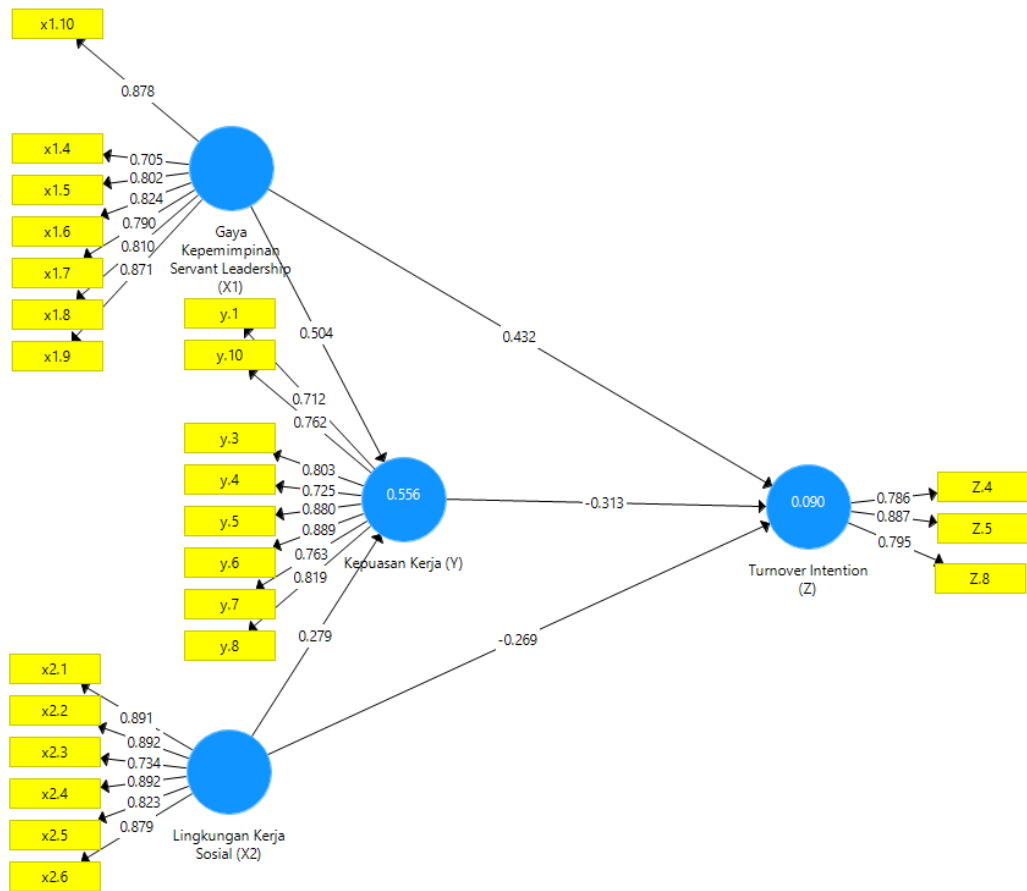 x1.10
0.878
x1.4
0.705
x1.5
0.802
x1.6
0.824
x1.7
0.790
x1.8
0.810
x1.9
0.871
Gaya
Kepemimpinan
Servant Leadership
(X1)
y.1
y.10
0.504
0.432
0.712
0.762
y.3
0.803
y.4
0.725
y.5
0.880
y.6
0.889
y.7
0.763
y.8
0.819
0.556
Kepuasan Kerja (Y)
-0.313
0.090
Turnover Intention
(Z)
0.786
Z.4
0.887
Z.5
0.795
Z.8
0.279
-0.269
x2.1
0.891
x2.2
0.892
x2.3
0.734
x2.4
0.892
x2.5
0.823
x2.6
0.879
Lingkungan Kerja
Sosial (X2)